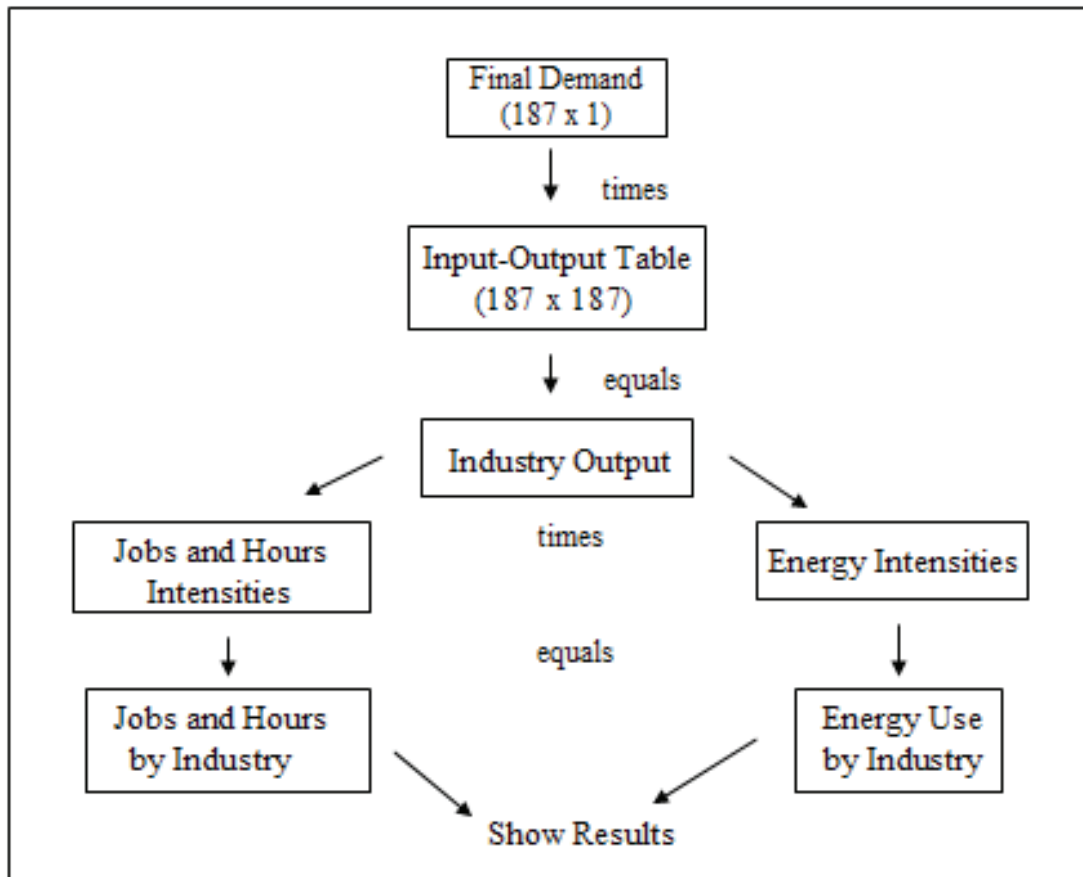 Final Demand
(187 x 1)
times
Input-Output Table
(187 x 187)
equals
Industry Output
times
Jobs and Hours
Intensities
Energy Intensities
equals
Jobs and Hours
by Industry
Energy Use
by Industry
Show Results